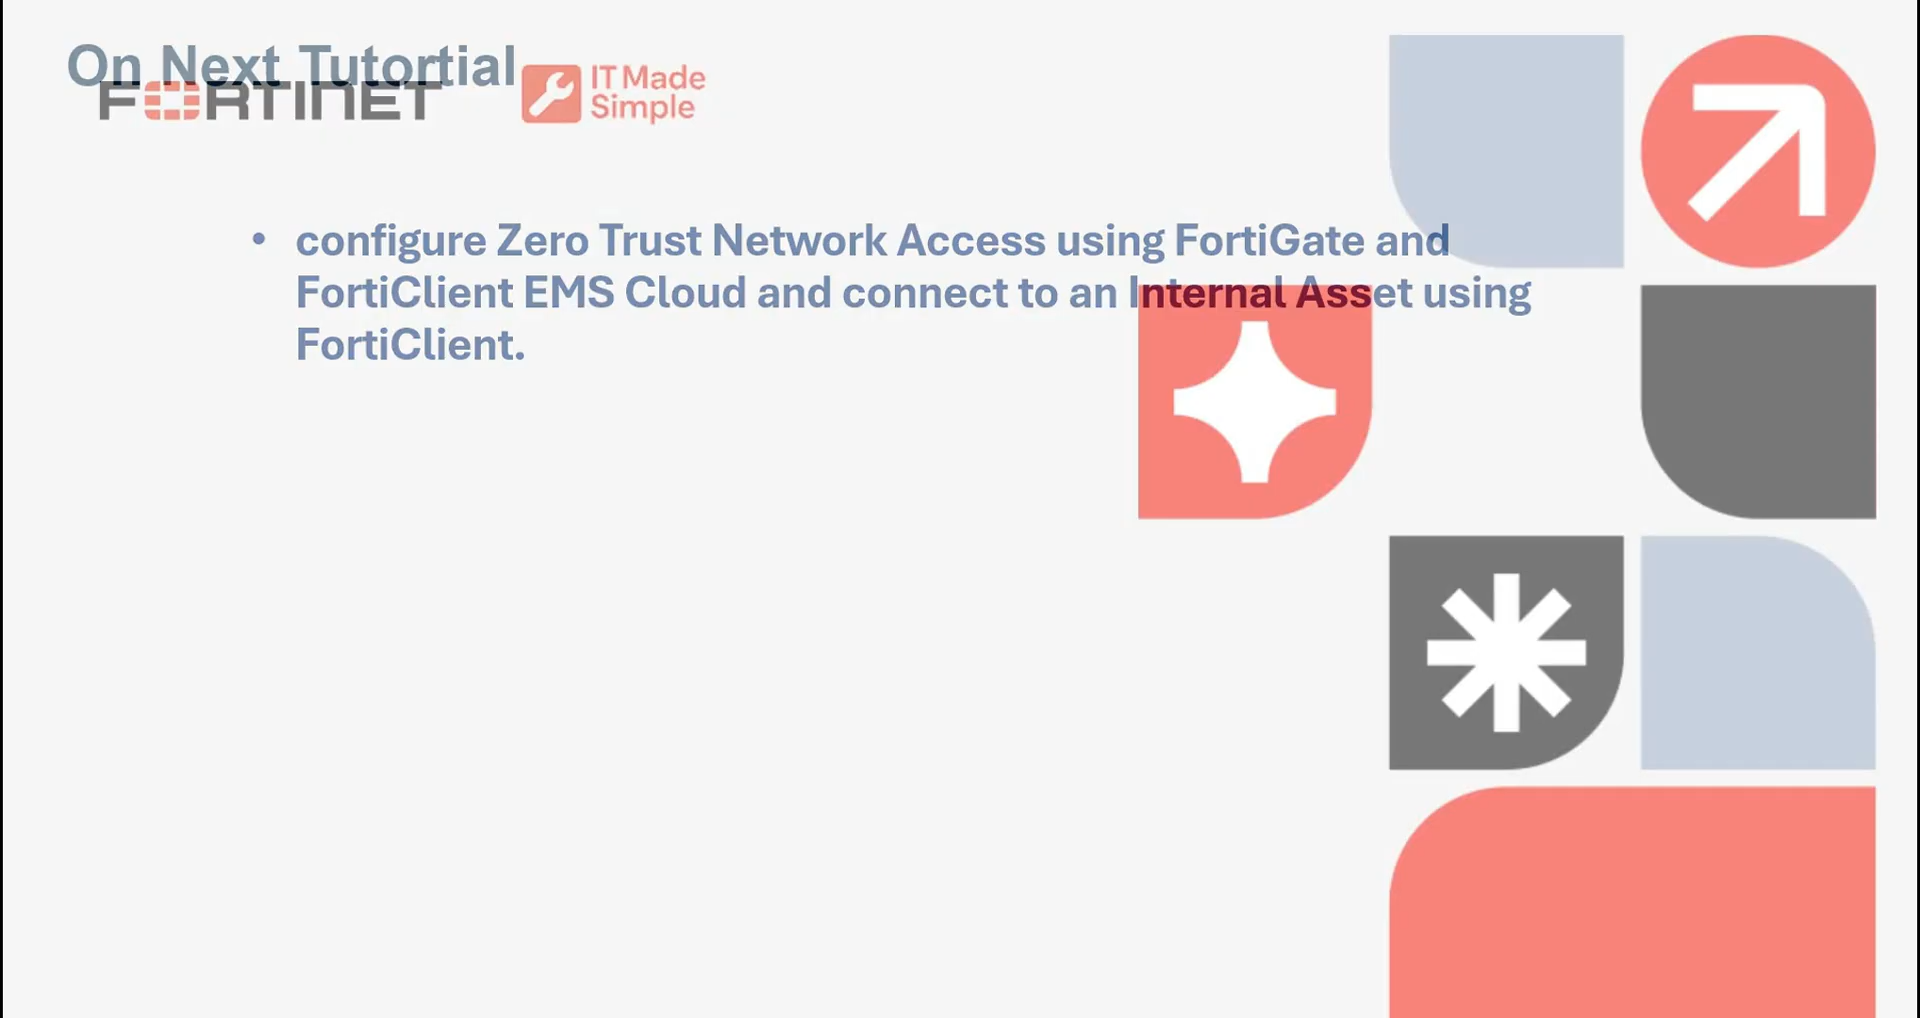 On Next Tutortial
FORTINET
IT Made
Simple
• configure Zero Trust Network Access using FortiGate and
FortiClient EMS Cloud and connect to an Internal Asset using
FortiClient.